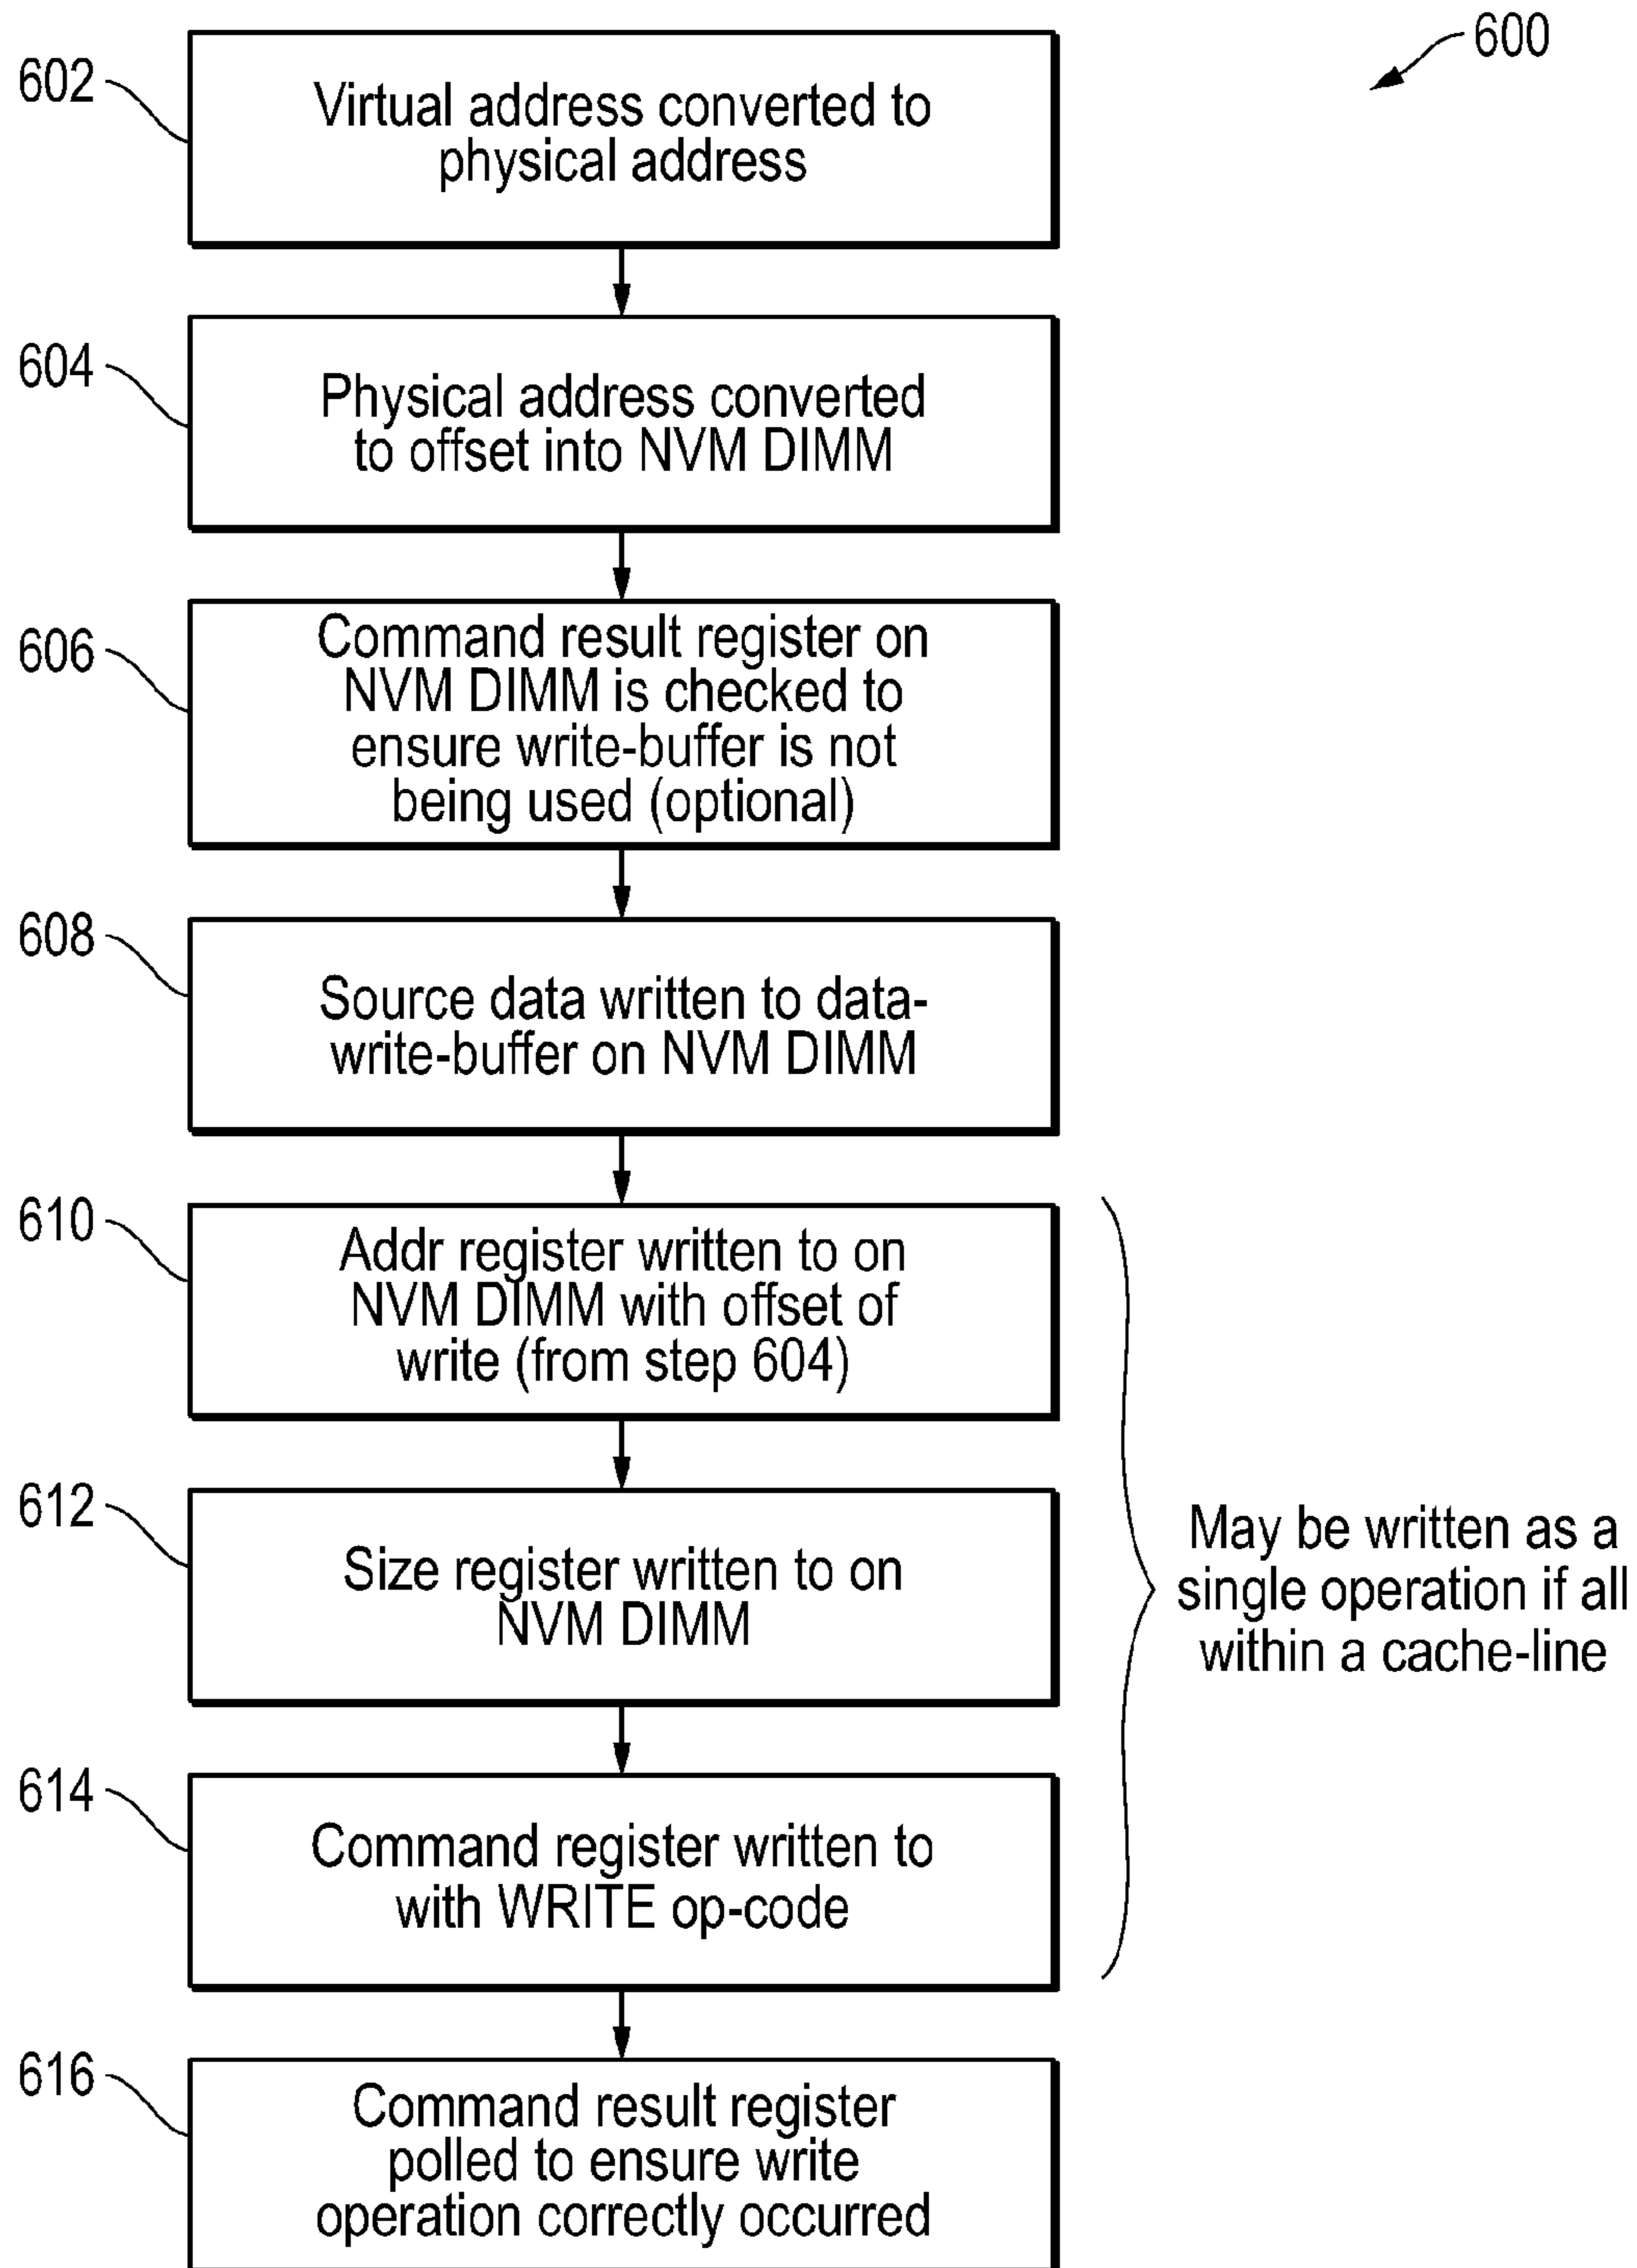 600
602
Virtual address converted to
physical address
604
Physical address converted
to offset into NVM DIMM
606
Command result register on
NVM DIMM is checked to
ensure write-buffer is not
being used (optional)
608
Source data written to data-
write-buffer on NVM DIMM
610
Addr register written to on
NVM DIMM with offset of
write (from step 604)
612
Size register written to on
NVM DIMM
May be written as a
single operation if all
within a cache-line
614
Command register written to
with WRITE op-code
616
Command result register
polled to ensure write
operation correctly occurred